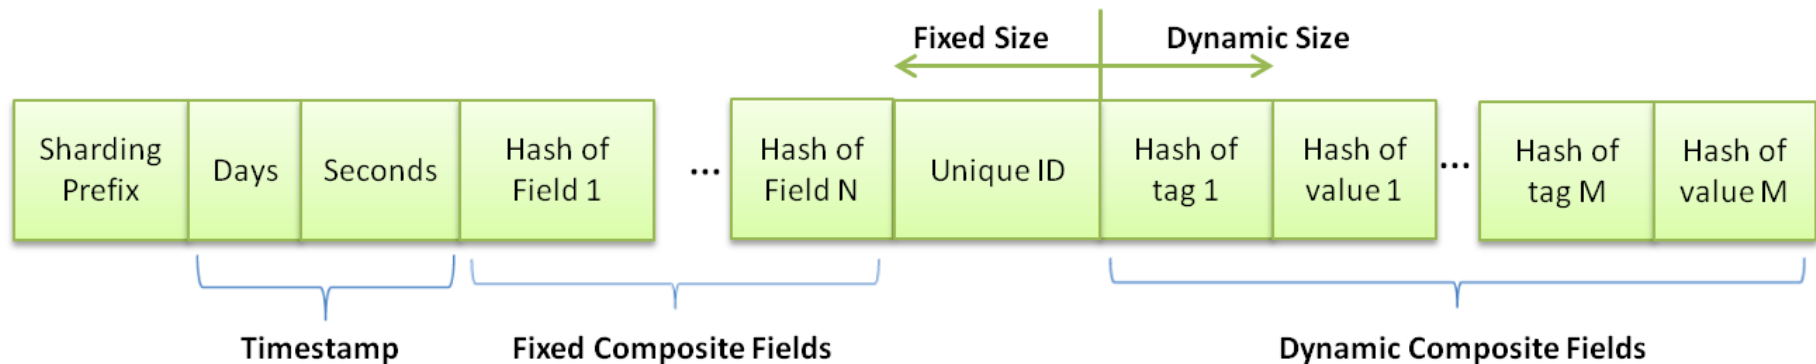 Fixed Size
Dynamic Size
Sharding
Prefix
Days
Seconds
Hash of
Field 1
...
Hash of
Field N
Unique ID
Hash of
tag 1
Hash of
value 1
...
Hash of
tag M
Hash of
value M
Timestamp
Fixed Composite Fields
Dynamic Composite Fields